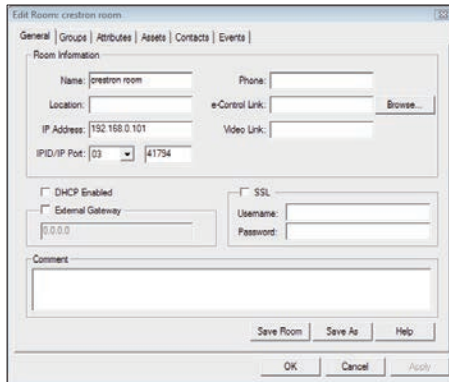 Edit Room: crestron room
General Groups Attributes Assets Contacts Events
Room Information
Name: crestron room Phone:
Location: e-Control Link: Browse...
IP Address: 192.168.0.101 Video Link:
IPID/IP Port: 03 41794
DHCP Enabled SSL
External Gateway Username:
0.0.0.0 Password:
Comment
Save Room Save As Help
OK Cancel Apply